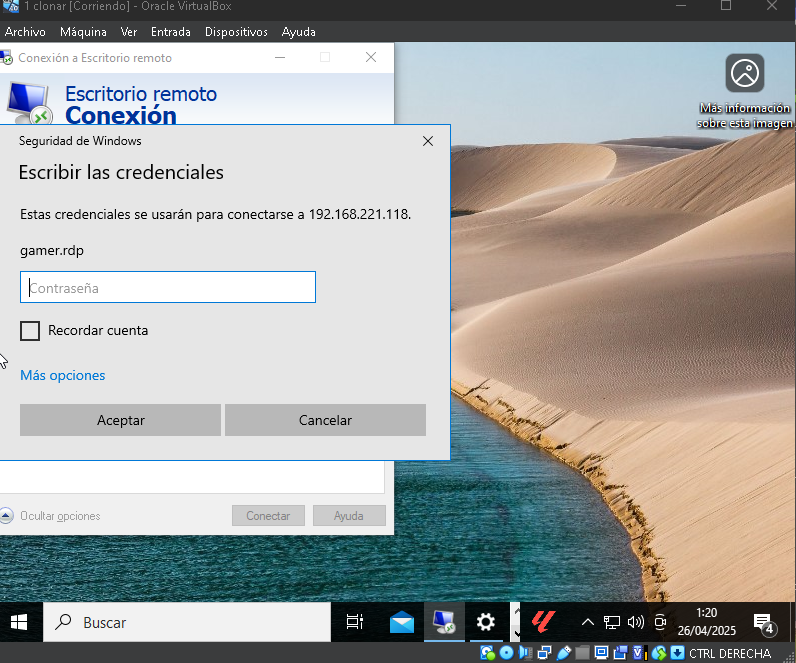 1 clonar [Corriendo] - Oracle VirtualBox
Archivo Máquina Ver Entrada Dispositivos Ayuda
Conexión a Escritorio remoto
Escritorio remoto
Conexión
Más información
sobre esta imagen
Seguridad de Windows
Escribir las credenciales
Estas credenciales se usarán para conectarse a 192.168.221.118.
gamer.rdp
Contraseña
Recordar cuenta
Más opciones
Aceptar Cancelar
Ocultar opciones Conectar Ayuda
Buscar
1:20
26/04/2025
4
CTRL DERECHA